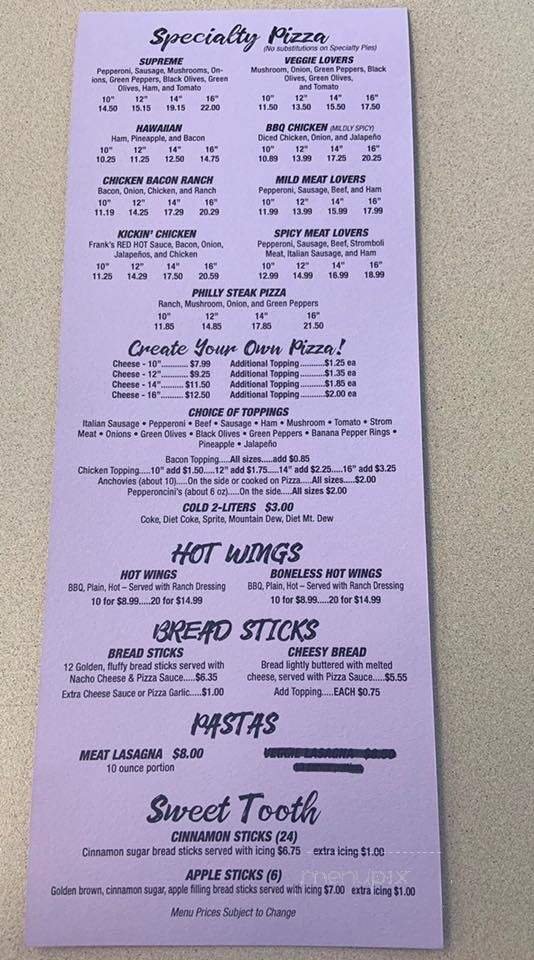 Specialty Pizza
(No substitutions on Specialty Pies)
SUPREME
Pepperoni, Sausage, Mushrooms, On-
ions, Green Peppers, Black Olives, Green
Olives, Ham, and Tomato
10" 12" 14" 16"
14.50 15.15 19.15 22.00
VEGGIE LOVERS
Mushroom, Onion, Green Peppers, Black
Olives, Green Olives,
and Tomato
10" 12" 14" 16"
11.50 13.50 15.50 17.50
HAWAIIAN
Ham, Pineapple, and Bacon
10" 12" 14" 16"
10.25 11.25 12.50 14.75
BBQ CHICKEN (MILDLY SPICY)
Diced Chicken, Onion, and Jalapeño
10" 12" 14" 16"
10.89 13.99 17.25 20.25
CHICKEN BACON RANCH
Bacon, Onion, Chicken, and Ranch
10" 12" 14" 16"
11.19 14.25 17.29 20.29
MILD MEAT LOVERS
Pepperoni, Sausage, Beef, and Ham
10" 12" 14" 16"
11.99 13.99 15.99 17.99
KICKIN' CHICKEN
Frank's RED HOT Sauce, Bacon, Onion,
Jalapeños, and Chicken
10" 12" 14" 16"
11.25 14.29 17.50 20.59
SPICY MEAT LOVERS
Pepperoni, Sausage, Beef, Stromboli
Meat, Italian Sausage, and Ham
10" 12" 14" 16"
12.99 14.99 16.99 18.99
PHILLY STEAK PIZZA
Ranch, Mushroom, Onion, and Green Peppers
10" 12" 14" 16"
11.85 14.85 17.85 21.50
Create Your Own Pizza!
Cheese - 10"........... $7.99 Additional Topping...........$1.25 ea
Cheese - 12"........... $9.25 Additional Topping...........$1.35 ea
Cheese - 14"..........$11.50 Additional Topping...........$1.85 ea
Cheese - 16"..........$12.50 Additional Topping...........$2.00 ea
CHOICE OF TOPPINGS
Italian Sausage • Pepperoni • Beef • Sausage • Ham • Mushroom • Tomato • Strom
Meat • Onions • Green Olives • Black Olives • Green Peppers • Banana Pepper Rings •
Pineapple • Jalapeño
Bacon Topping.....All sizes.....add $0.85
Chicken Topping.....10" add $1.50.....12" add $1.75.....14" add $2.25.....16" add $3.25
Anchovies (about 10).....On the side or cooked on Pizza.....All sizes.....$2.00
Pepperoncini's (about 6 oz).....On the side.....All sizes $2.00
COLD 2-LITERS $3.00
Coke, Diet Coke, Sprite, Mountain Dew, Diet Mt. Dew
HOT WINGS
HOT WINGS
BBQ, Plain, Hot – Served with Ranch Dressing
10 for $8.99.....20 for $14.99
BONELESS HOT WINGS
BBQ, Plain, Hot – Served with Ranch Dressing
10 for $8.99.....20 for $14.99
BREAD STICKS
BREAD STICKS
12 Golden, fluffy bread sticks served with
Nacho Cheese & Pizza Sauce.....$6.35
Extra Cheese Sauce or Pizza Garlic.....$1.00
CHEESY BREAD
Bread lightly buttered with melted
cheese, served with Pizza Sauce.....$5.55
Add Topping.....EACH $0.75
PASTAS
MEAT LASAGNA $8.00
10 ounce portion
VEGGIE LASAGNA
Sweet Tooth
CINNAMON STICKS (24)
Cinnamon sugar bread sticks served with icing $6.75 extra icing $1.00
APPLE STICKS (6)
Golden brown, cinnamon sugar, apple filling bread sticks served with icing $7.00 extra icing $1.00
Menu Prices Subject to Change
menupix